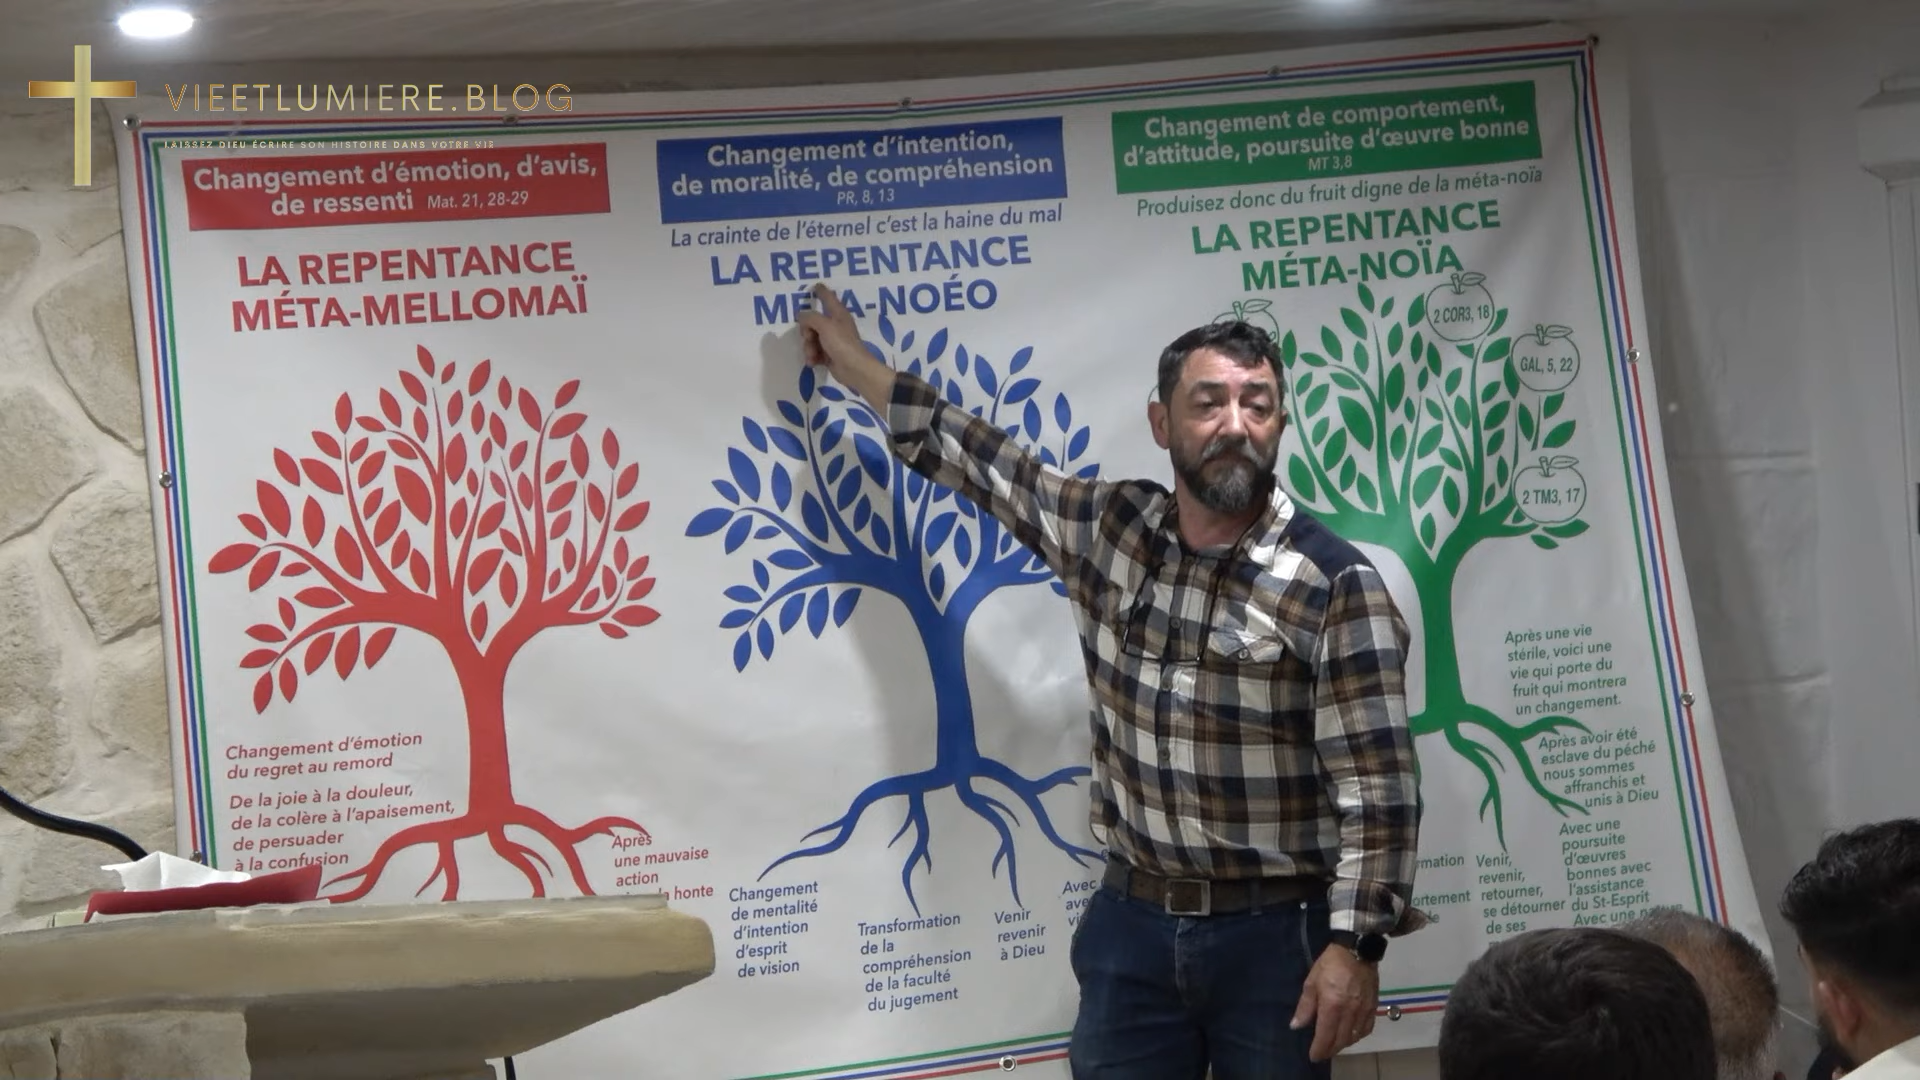 VIEETLUMIERE.BLOG
LAISSEZ DIEU ÉCRIRE SON HISTOIRE DANS VOTRE VIE
Changement d'émotion, d'avis,
de ressenti Mat. 21, 28-29
LA REPENTANCE
MÉTA-MELLOMAÏ
Changement d'émotion
du regret au remord
De la joie à la douleur,
de la colère à l'apaisement,
de persuader
à la confusion
Après
une mauvaise
action
la honte
Changement d'intention,
de moralité, de compréhension
PR, 8, 13
La crainte de l'éternel c'est la haine du mal
LA REPENTANCE
MÉTA-NOÉO
Changement
de mentalité
d'intention
d'esprit
de vision
Transformation
de la
compréhension
de la faculté
du jugement
Venir
revenir
à Dieu
Avec
Changement de comportement,
d'attitude, poursuite d'œuvre bonne
MT 3,8
Produisez donc du fruit digne de la méta-noïa
LA REPENTANCE
MÉTA-NOÏA
2 COR3, 18
GAL, 5, 22
2 TM3, 17
Après une vie
stérile, voici une
vie qui porte du
fruit qui montrera
un changement.
Après avoir été
esclave du péché
nous sommes
affranchis et
unis à Dieu
Venir,
revenir,
retourner,
se détourner
de ses
Avec une
poursuite
d'œuvres
bonnes avec
l'assistance
du St-Esprit
Avec une